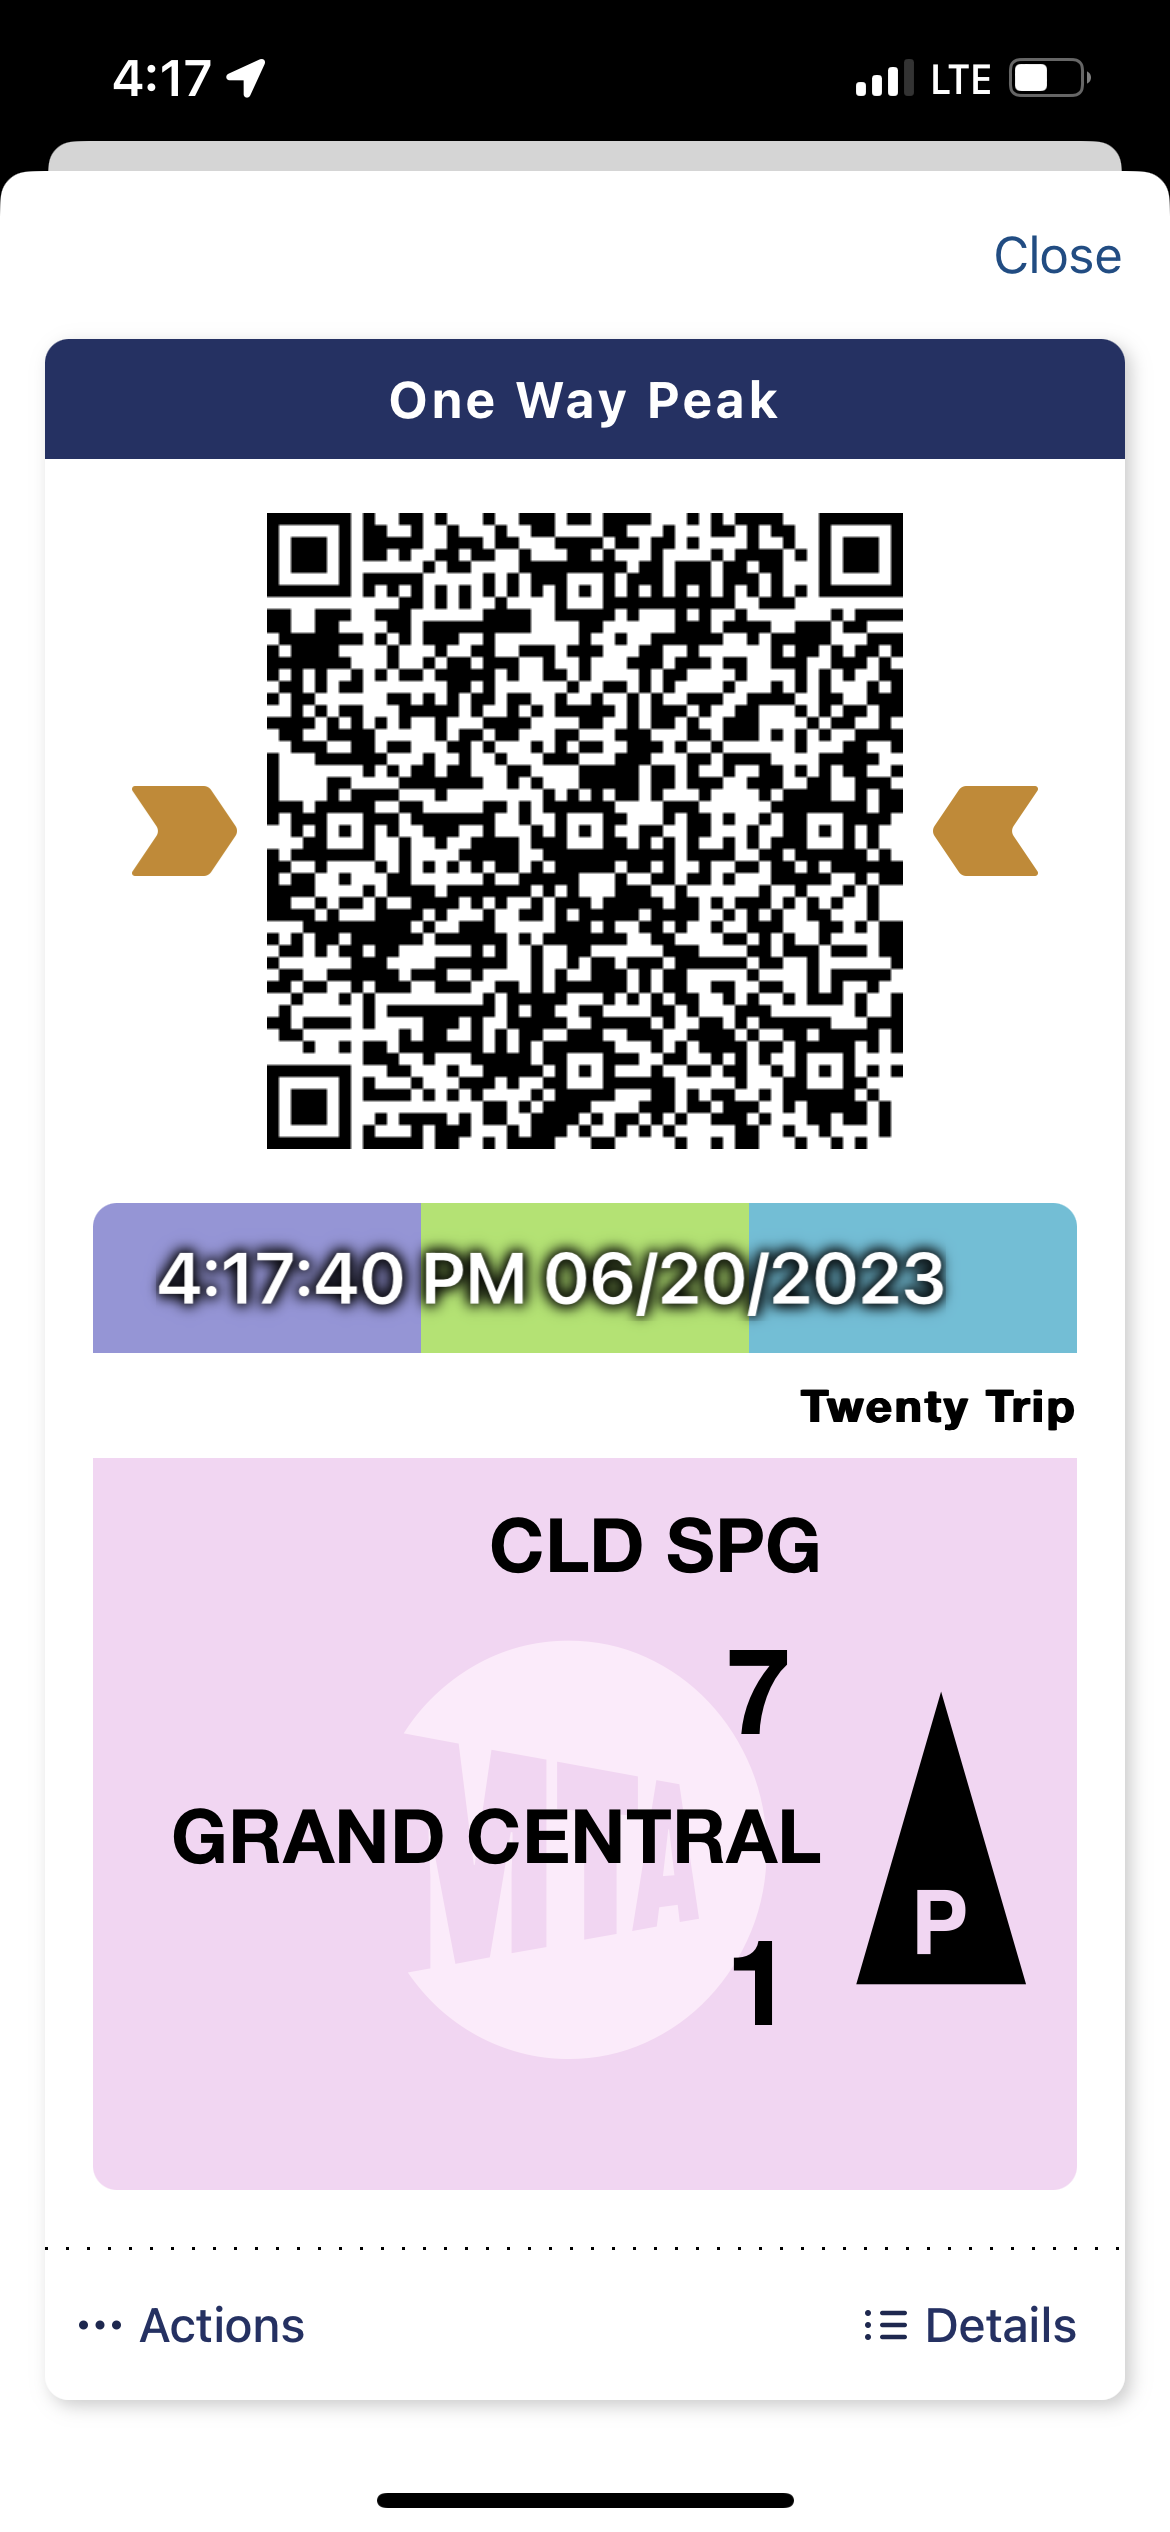 4:17 LTE
Close
One Way Peak
4:17:40 PM 06/20/2023
Twenty Trip
CLD SPG
7
GRAND CENTRAL
1
P
MTA
Actions
Details